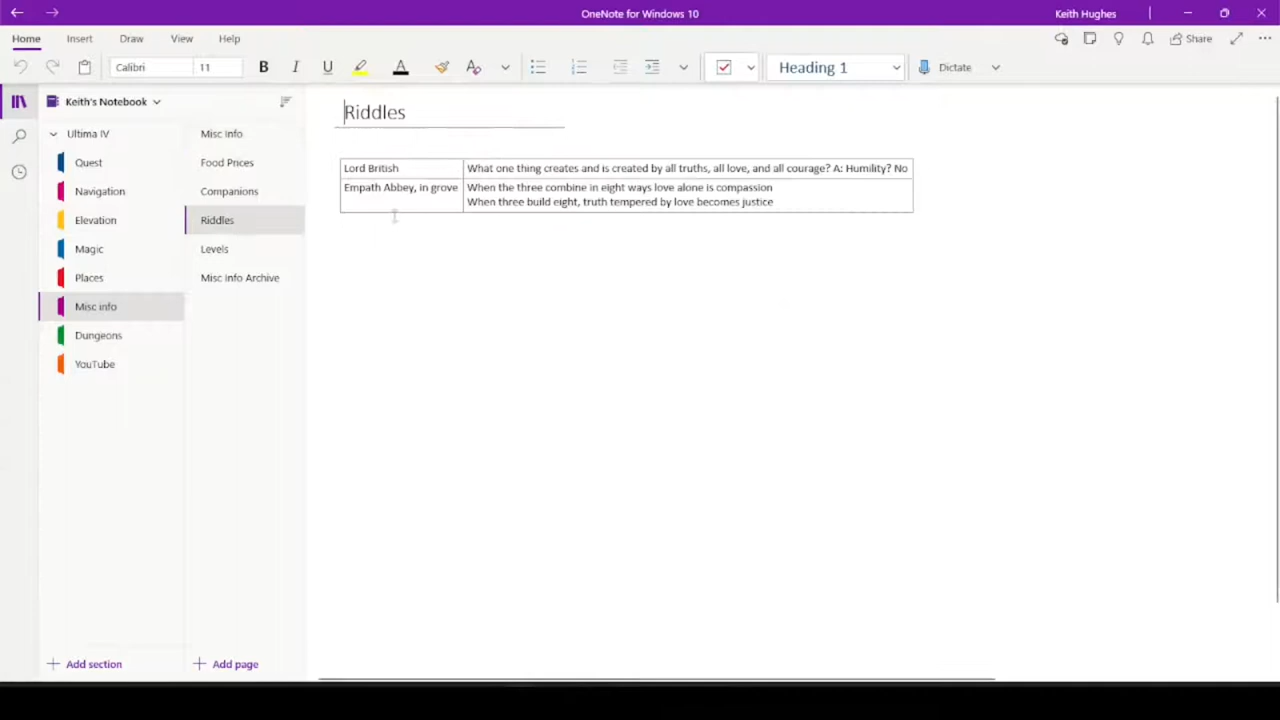 OneNote for Windows 10
Keith Hughes
Home Insert Draw View Help
Share
Calibri 11 B I U A A Heading 1 Dictate
Keith's Notebook
Ultima IV
Quest
Navigation
Elevation
Magic
Places
Misc info
Dungeons
YouTube
Add section
Misc Info
Food Prices
Companions
Riddles
Levels
Misc Info Archive
Add page
Riddles
Lord British What one thing creates and is created by all truths, all love, and all courage? A: Humility? No
Empath Abbey, in grove When the three combine in eight ways love alone is compassion
When three build eight, truth tempered by love becomes justice